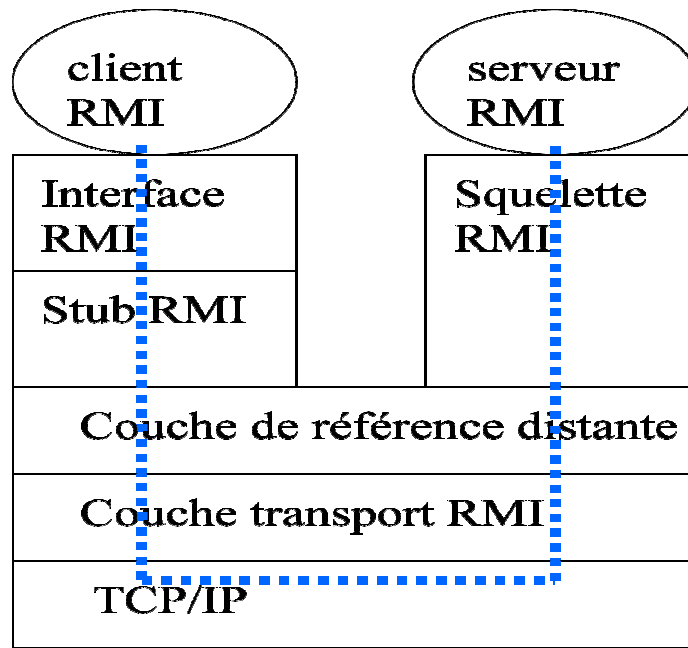 client
RMI
serveur
RMI
Interface
RMI
Squelette
RMI
Stub RMI
Couche de référence distante
Couche transport RMI
TCP/IP